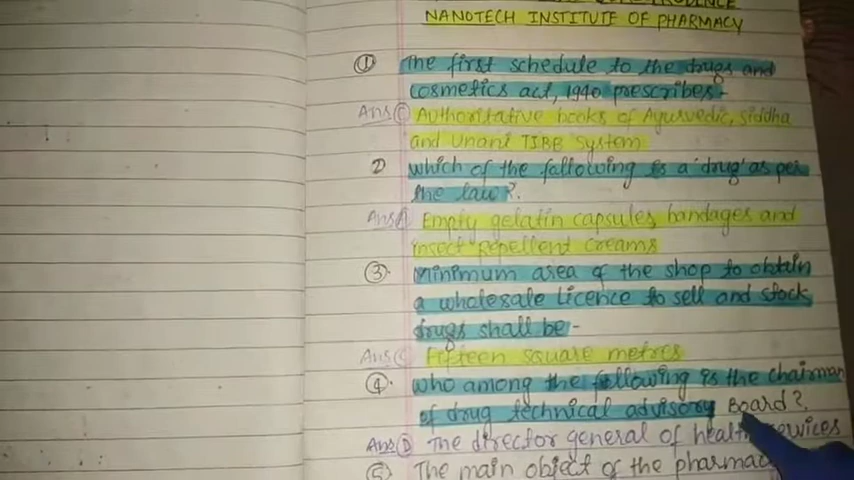 NANOTECH INSTITUTE OF PHARMACY
① The first schedule to the drugs and
cosmetics act, 1940 prescribes-
Ans C Authoritative books of Ayurvedic, siddha
and Unani TIBB system
2 which of the following is a 'drug' as per
the law?.
Ans A Empty gelatin capsules, bandages and
insect repellent creams
③ Minimum area of the shop to obtain
a wholesale licence to sell and stock
drugs shall be-
Ans C Fifteen square metres
④. who among the following is the chairman
of drug technical advisory Board?.
Ans D The director general of health services
⑤ The main object of the